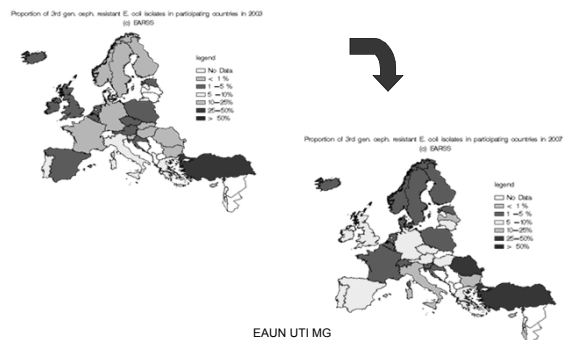 Proportion of 3rd gen. ceph. resistant E. coli isolates in participating countries in 2003
(c) EARSS
legend
No Data
< 1 %
1 – 5 %
5 – 10%
10–25%
25–50%
> 50%
Proportion of 3rd gen. ceph. resistant E. coli isolates in participating countries in 2007
(c) EARSS
legend
No Data
< 1 %
1 – 5 %
5 – 10%
10–25%
25–50%
> 50%
EAUN UTI MG